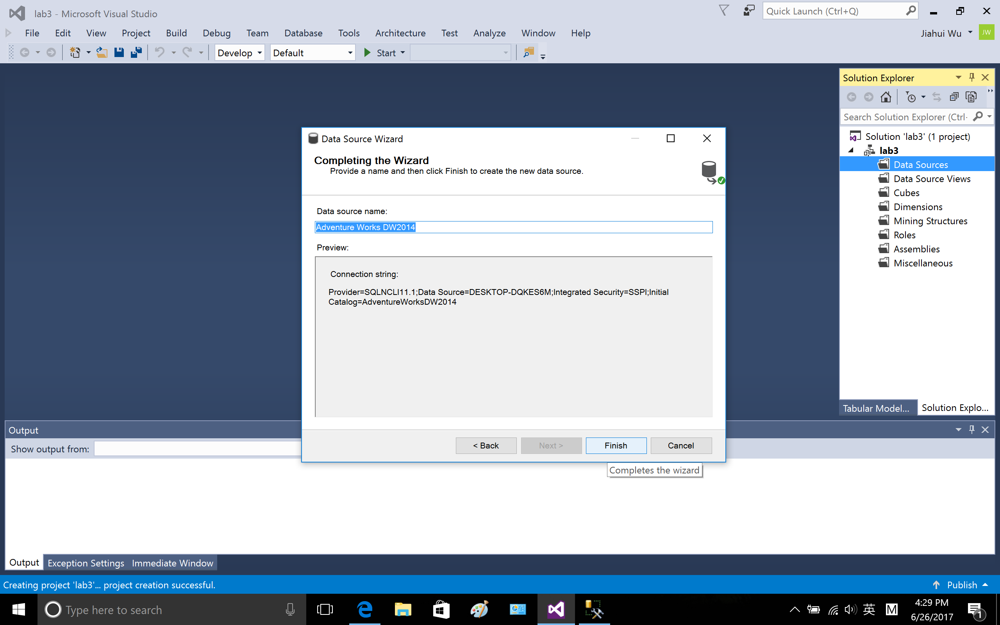 lab3 - Microsoft Visual Studio
Quick Launch (Ctrl+Q)
File Edit View Project Build Debug Team Database Tools Architecture Test Analyze Window Help
Jiahui Wu
JW
Develop
Default
Start
Solution Explorer
Search Solution Explorer (Ctrl·
Solution 'lab3' (1 project)
lab3
Data Sources
Data Source Views
Cubes
Dimensions
Mining Structures
Roles
Assemblies
Miscellaneous
Tabular Model... Solution Explo...
Data Source Wizard
Completing the Wizard
Provide a name and then click Finish to create the new data source.
Data source name:
Adventure Works DW2014
Preview:
Connection string:
Provider=SQLNCLI11.1;Data Source=DESKTOP-DQKES6M;Integrated Security=SSPI;Initial
Catalog=AdventureWorksDW2014
< Back Next > Finish Cancel
Completes the wizard
Output
Show output from:
Output Exception Settings Immediate Window
Creating project 'lab3'... project creation successful.
Publish
Type here to search
英
M
4:29 PM
6/26/2017
1